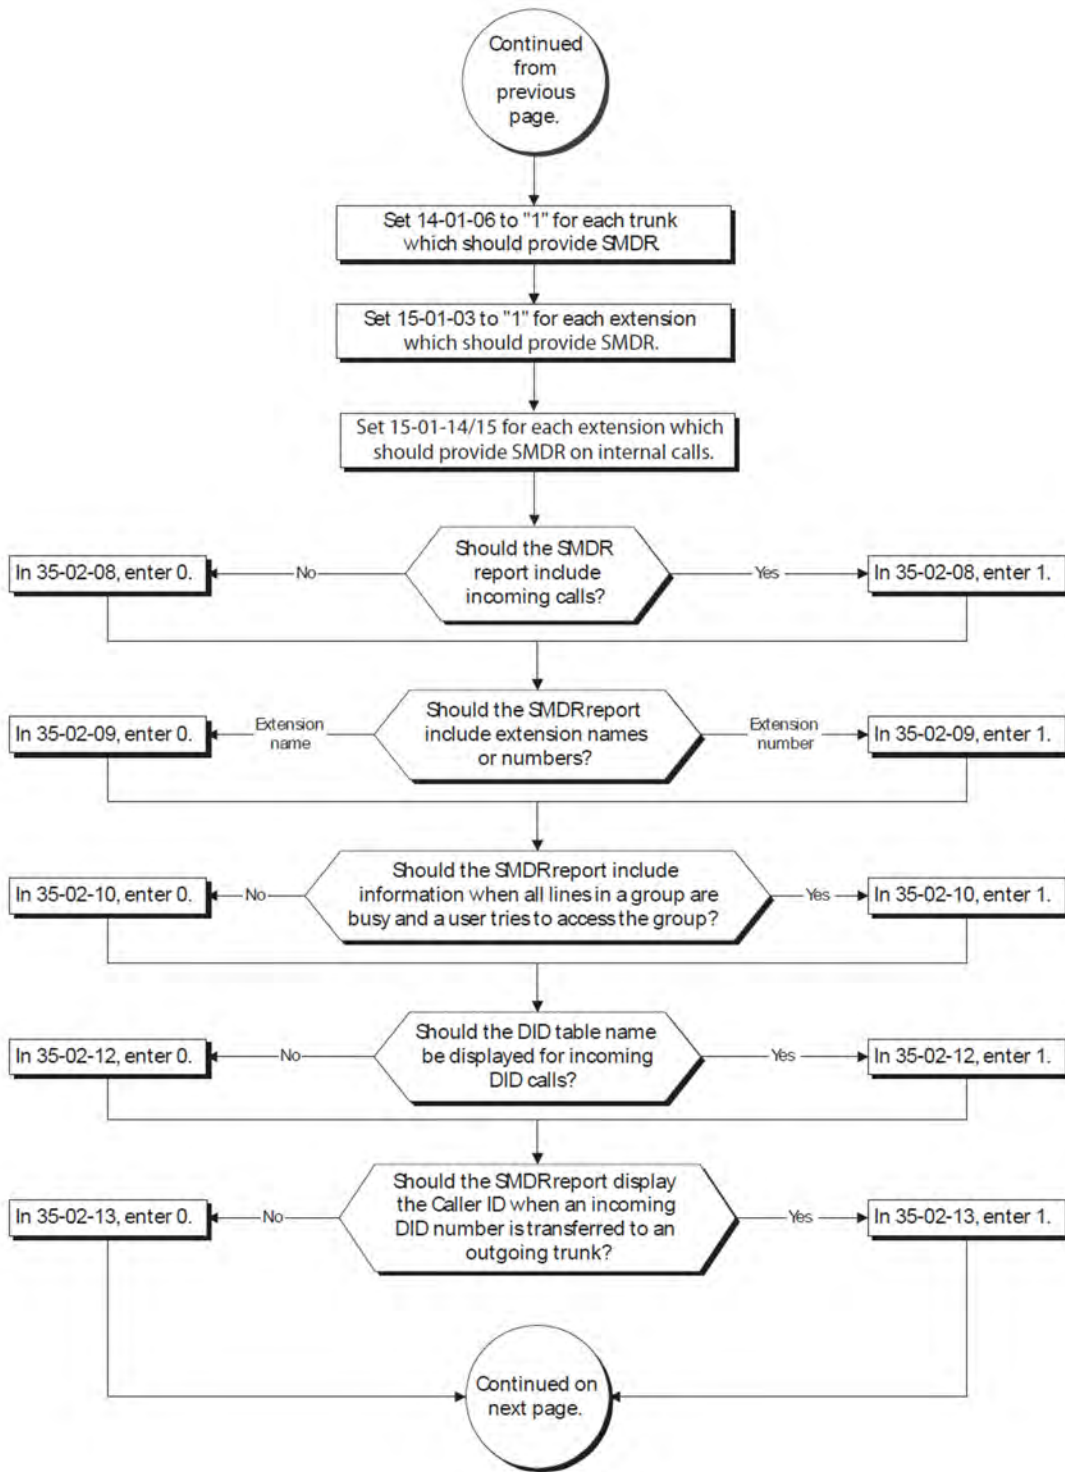 Continued
from
previous
page.
Set 14-01-06 to "1" for each trunk
which should provide SMDR.
Set 15-01-03 to "1" for each extension
which should provide SMDR.
Set 15-01-14/15 for each extension which
should provide SMDR on internal calls.
Should the SMDR
report include
incoming calls?
No
Yes
In 35-02-08, enter 0.
In 35-02-08, enter 1.
Should the SMDR report
include extension names
or numbers?
Extension
name
Extension
number
In 35-02-09, enter 0.
In 35-02-09, enter 1.
Should the SMDR report include
information when all lines in a group are
busy and a user tries to access the group?
No
Yes
In 35-02-10, enter 0.
In 35-02-10, enter 1.
Should the DID table name
be displayed for incoming
DID calls?
No
Yes
In 35-02-12, enter 0.
In 35-02-12, enter 1.
Should the SMDR report display
the Caller ID when an incoming
DID number is transferred to an
outgoing trunk?
No
Yes
In 35-02-13, enter 0.
In 35-02-13, enter 1.
Continued on
next page.